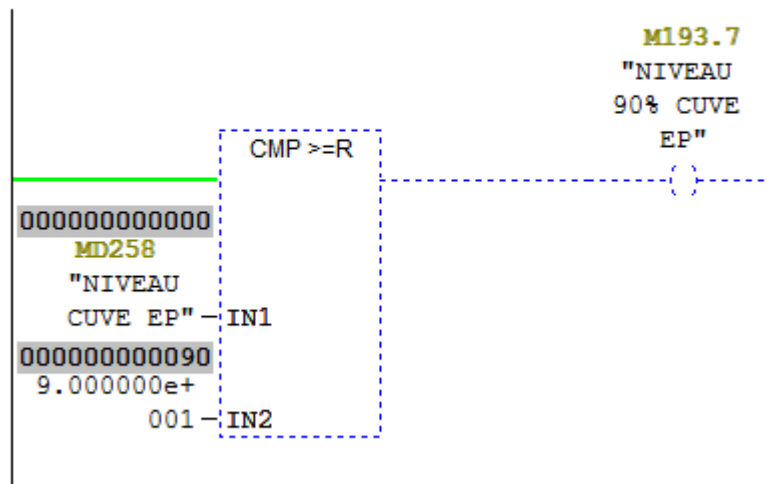 M193.7
"NIVEAU
90% CUVE
EP"
CMP >=R
000000000000
MD258
"NIVEAU
CUVE EP"
IN1
000000000090
9.000000e+
001
IN2